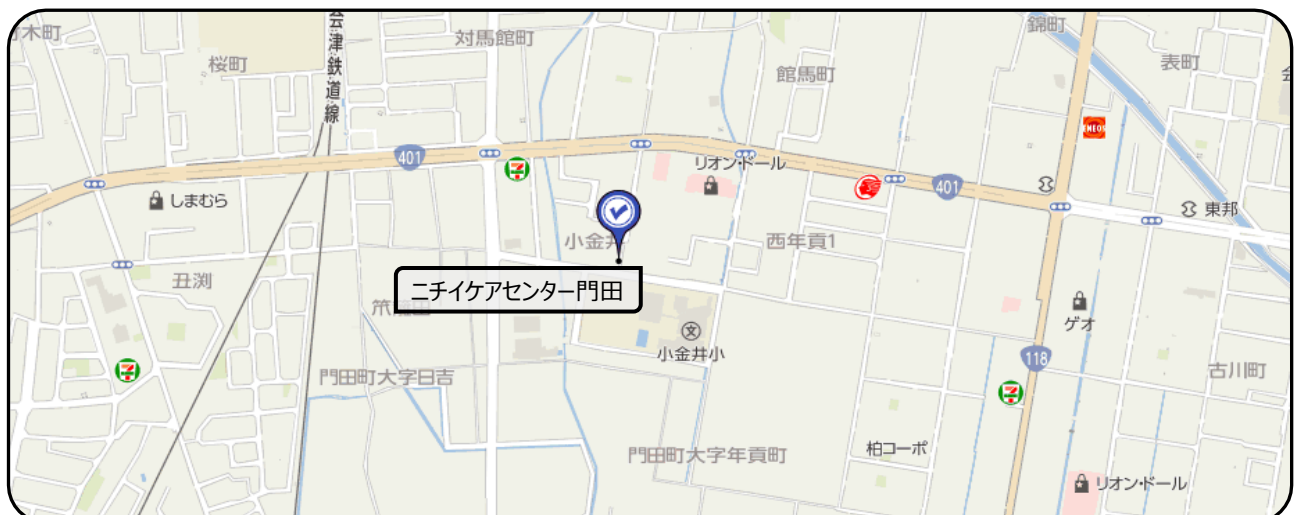 木町
会津鉄道線
対馬館町
錦町
桜町
館馬町
表町
ENEOS
401
リオン・ドール
401
しまむら
東邦
小金井
西年貢1
丑渕
ニチイケアセンター門田
ゲオ
文
小金井小
118
門田町大字日吉
古川町
門田町大字年貢町
柏コーポ
リオン・ドール